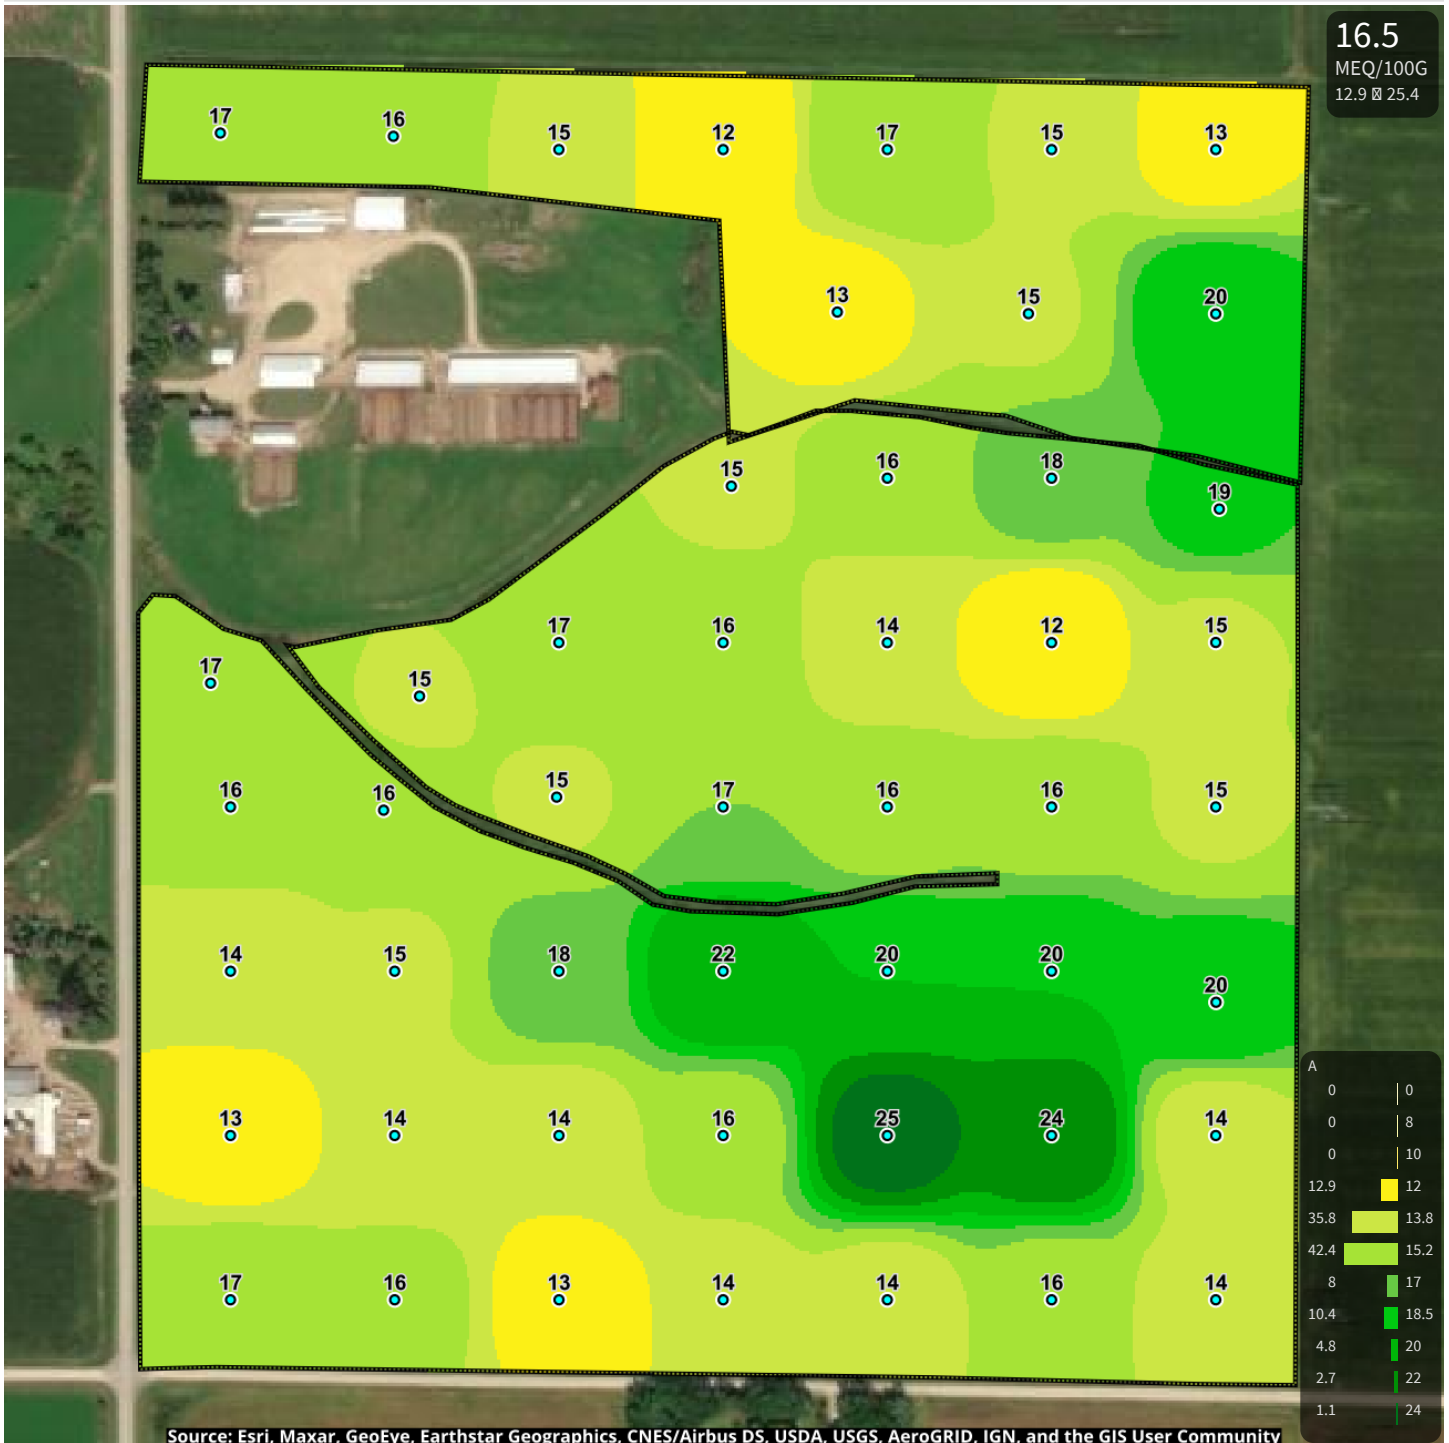 16.5
MEQ/100G
12.9 25.4
17 16 15 12 17 15 13
13 15 20
15 16 18 19
17 16 14 12 15
17 15
16 16 15 17 16 16 15
14 15 18 22 20 20 20
13 14 14 16 25 24 14
17 16 13 14 14 16 14
A
0 0
0 8
0 10
12.9 12
35.8 13.8
42.4 15.2
8 17
10.4 18.5
4.8 20
2.7 22
1.1 24
Source: Esri, Maxar, GeoEye, Earthstar Geographics, CNES/Airbus DS, USDA, USGS, AeroGRID, IGN, and the GIS User Community